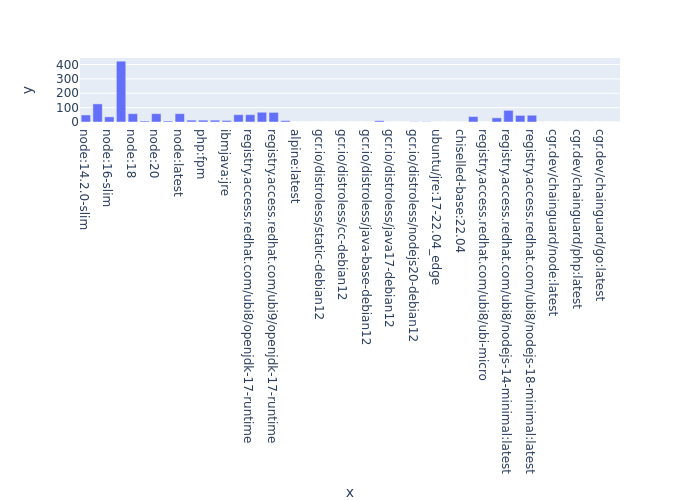 400
300
200
100
0
y
node:14.2.0-slim
node:16-slim
node:18
node:20
node:latest
php:fpm
ibmjava:jre
registry.access.redhat.com/ubi8/openjdk-17-runtime
registry.access.redhat.com/ubi9/openjdk-17-runtime
alpine:latest
gcr.io/distroless/static-debian12
gcr.io/distroless/cc-debian12
gcr.io/distroless/java-base-debian12
gcr.io/distroless/java17-debian12
gcr.io/distroless/nodejs20-debian12
ubuntu/jre:17-22.04_edge
chiselled-base:22.04
registry.access.redhat.com/ubi8/ubi-micro
registry.access.redhat.com/ubi8/nodejs-14-minimal:latest
registry.access.redhat.com/ubi8/nodejs-18-minimal:latest
cgr.dev/chainguard/node:latest
cgr.dev/chainguard/php:latest
cgr.dev/chainguard/go:latest
x